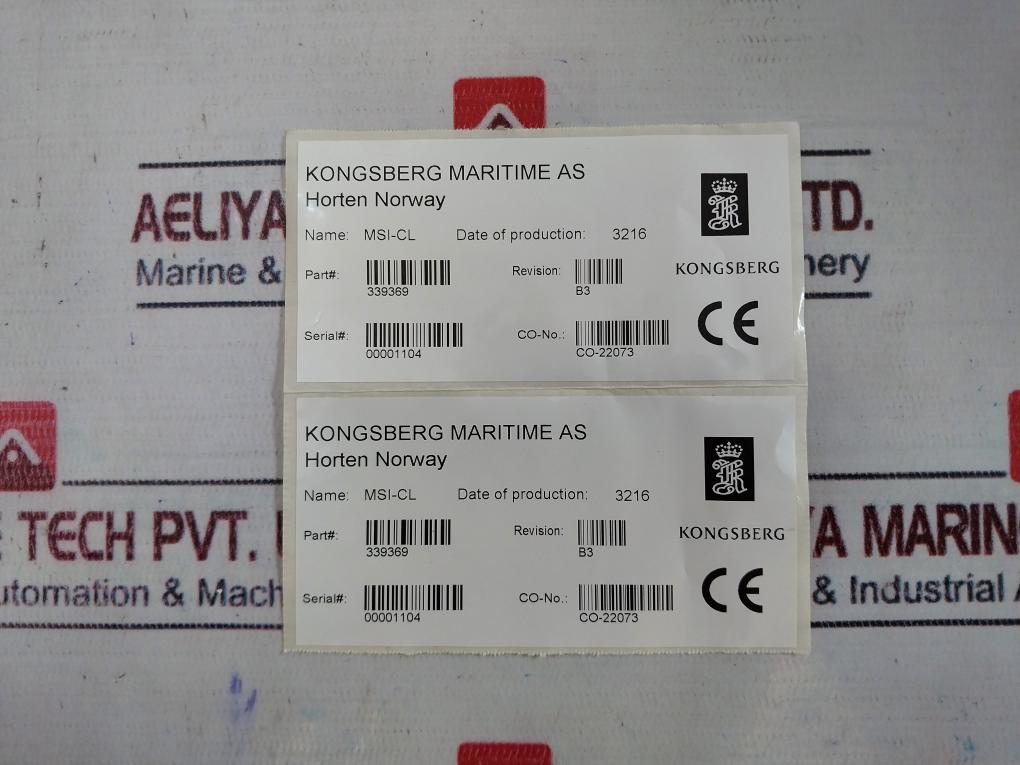 KONGSBERG MARITIME AS
Horten Norway
Name: MSI-CL Date of production: 3216
Part#: 339369 Revision: B3
Serial#: 00001104 CO-No.: CO-22073
KONGSBERG
CE
KONGSBERG MARITIME AS
Horten Norway
Name: MSI-CL Date of production: 3216
Part#: 339369 Revision: B3
Serial#: 00001104 CO-No.: CO-22073
KONGSBERG
CE
AELIYA TD.
Marine &
TECH PVT.
& Mach
A MARIN
& Industrial